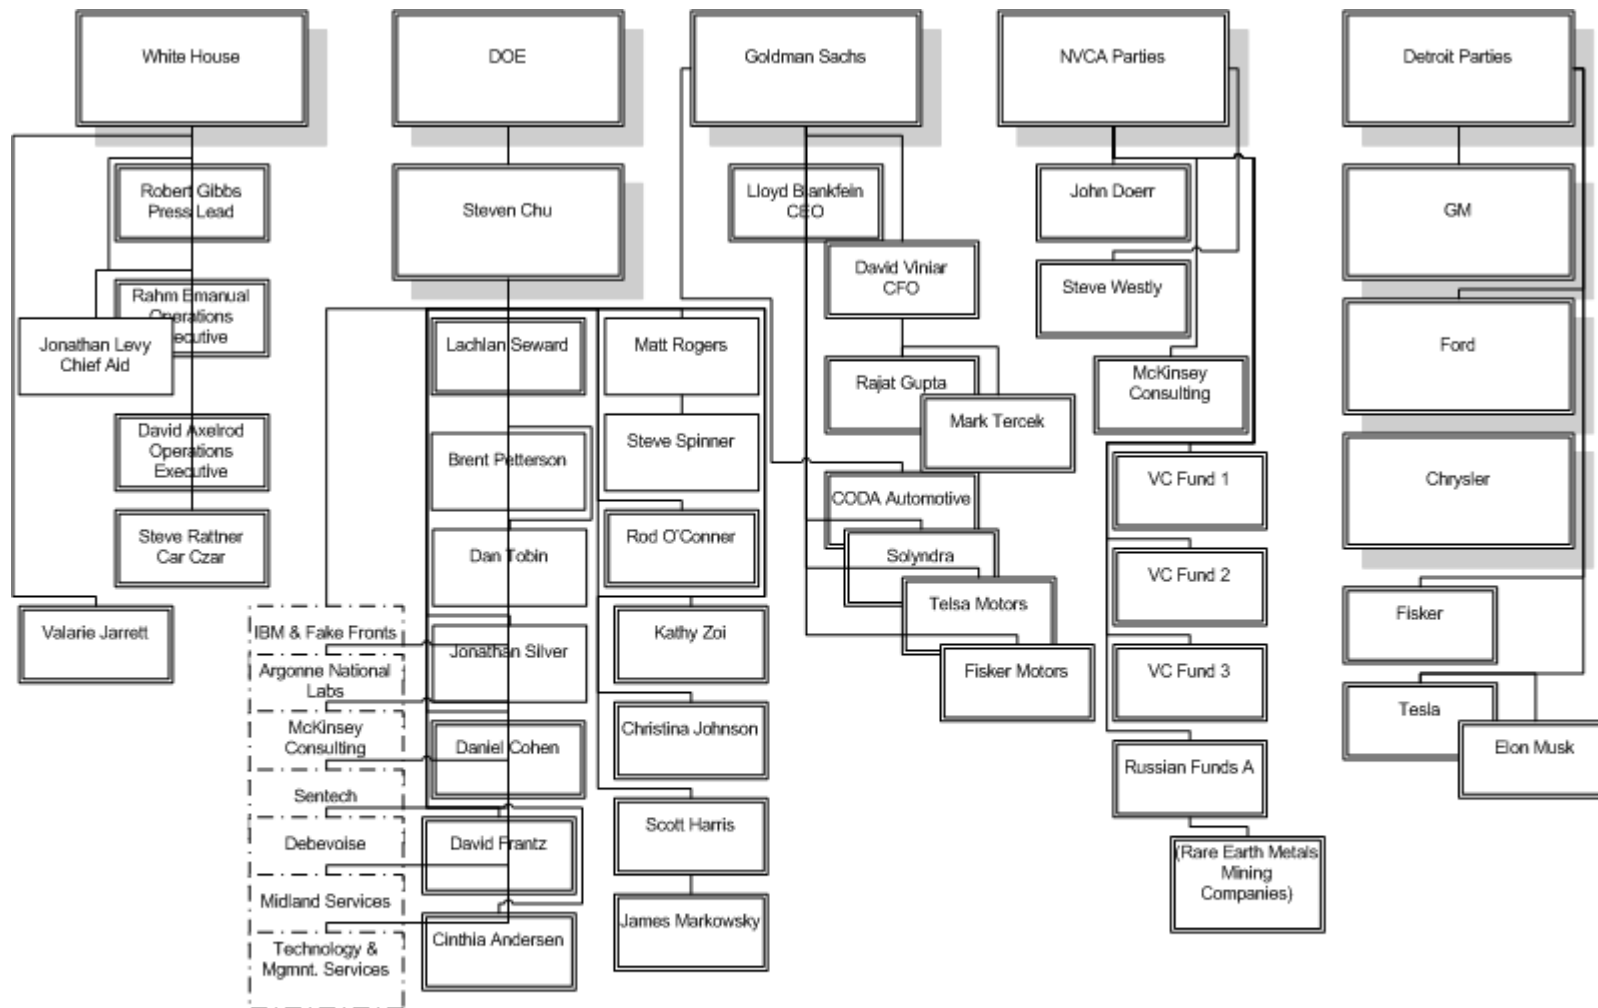 White House
DOE
Goldman Sachs
NVCA Parties
Detroit Parties
Robert Gibbs
Press Lead
Steven Chu
Lloyd Blankfein
CEO
John Doerr
GM
David Viniar
CFO
Rahm Emanual
Operations
Executive
Jonathan Levy
Chief Aid
Steve Westly
Lachlan Seward
Matt Rogers
Ford
Rajat Gupta
McKinsey
Consulting
Mark Tercek
David Axelrod
Operations
Executive
Brent Petterson
Steve Spinner
CODA Automotive
VC Fund 1
Chrysler
Steve Rattner
Car Czar
Dan Tobin
Rod O'Conner
Solyndra
VC Fund 2
Telsa Motors
Fisker
Valarie Jarrett
IBM & Fake Fronts
Jonathan Silver
Kathy Zoi
Fisker Motors
VC Fund 3
Argonne National
Labs
Tesla
McKinsey
Consulting
Daniel Cohen
Christina Johnson
Elon Musk
Russian Funds A
Sentech
Debevoise
David Frantz
Scott Harris
(Rare Earth Metals
Mining
Companies)
Midland Services
Cinthia Andersen
James Markowsky
Technology &
Mgmnt. Services